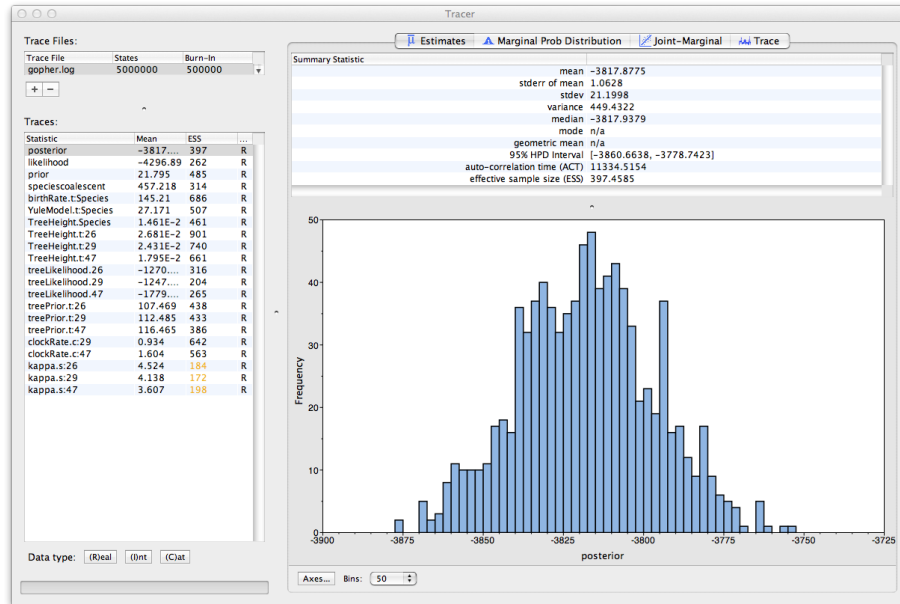 Tracer
Trace Files:
Trace File States Burn-In
gopher.log 5000000 500000
+ -
Traces:
Statistic Mean ESS ...
posterior -3817.... 397 R
likelihood -4296.89 262 R
prior 21.795 485 R
speciescoalescent 457.218 314 R
birthRate.t:Species 145.21 686 R
YuleModel.t:Species 27.171 507 R
TreeHeight.Species 1.461E-2 461 R
TreeHeight.t:26 2.681E-2 901 R
TreeHeight.t:29 2.431E-2 740 R
TreeHeight.t:47 1.795E-2 661 R
treeLikelihood.26 -1270.... 316 R
treeLikelihood.29 -1247.... 204 R
treeLikelihood.47 -1779.... 265 R
treePrior.t:26 107.469 438 R
treePrior.t:29 112.485 433 R
treePrior.t:47 116.465 386 R
clockRate.c:29 0.934 642 R
clockRate.c:47 1.604 563 R
kappa.s:26 4.524 184 R
kappa.s:29 4.138 172 R
kappa.s:47 3.607 198 R
Data type: (R)eal (I)nt (C)at
Estimates Marginal Prob Distribution Joint-Marginal Trace
Summary Statistic
mean -3817.8775
stderr of mean 1.0628
stdev 21.1998
variance 449.4322
median -3817.9379
mode n/a
geometric mean n/a
95% HPD Interval [-3860.6638, -3778.7423]
auto-correlation time (ACT) 11334.5154
effective sample size (ESS) 397.4585
50
40
30
20
10
0
Frequency
-3900 -3875 -3850 -3825 -3800 -3775 -3750 -3725
posterior
Axes... Bins: 50